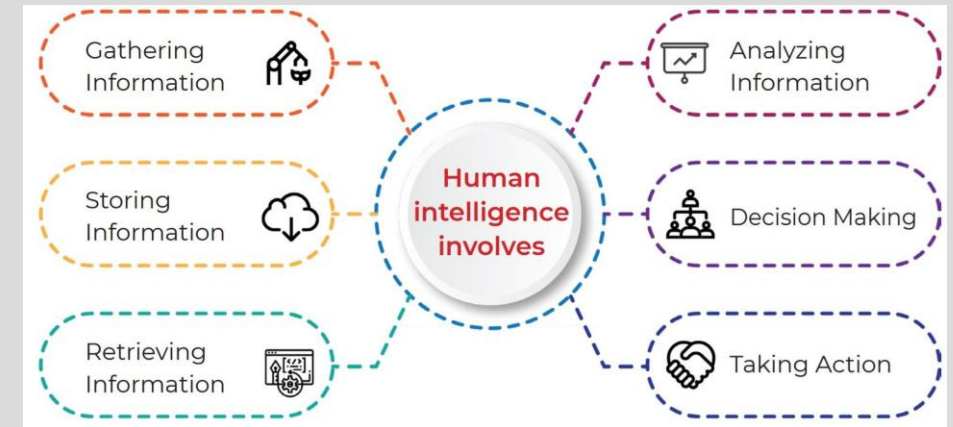 Gathering
Information
Storing
Information
Retrieving
Information
Human
intelligence
involves
Analyzing
Information
Decision Making
Taking Action